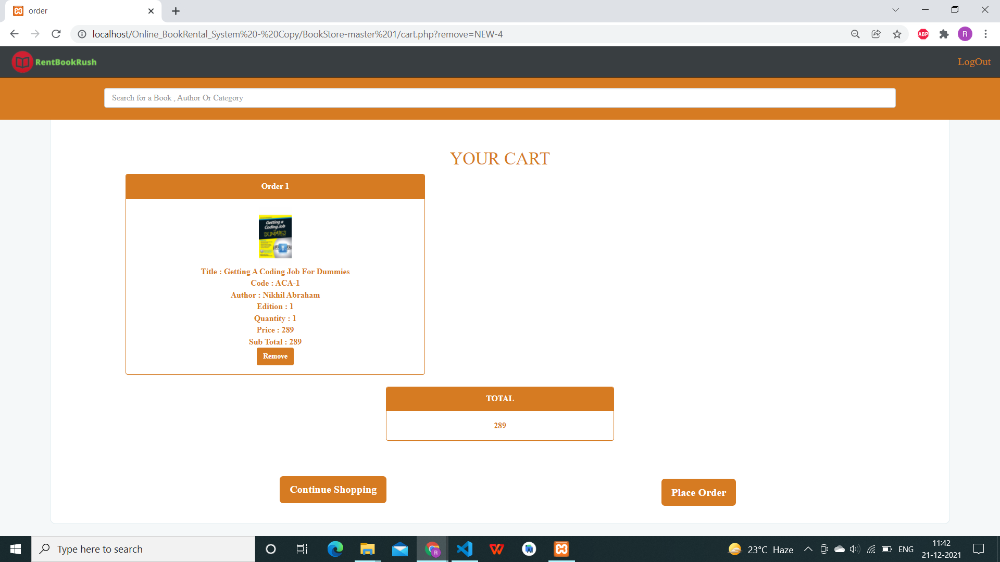 order
localhost/Online_BookRental_System%20-%20Copy/BookStore-master%201/cart.php?remove=NEW-4
ABP
R
RentBookRush
LogOut
Search for a Book , Author Or Category
YOUR CART
Order 1
Getting a
Coding Job
DUMMIES
Title : Getting A Coding Job For Dummies
Code : ACA-1
Author : Nikhil Abraham
Edition : 1
Quantity : 1
Price : 289
Sub Total : 289
Remove
TOTAL
289
Continue Shopping
Place Order
Type here to search
R
23°C Haze
ENG
11:42
21-12-2021